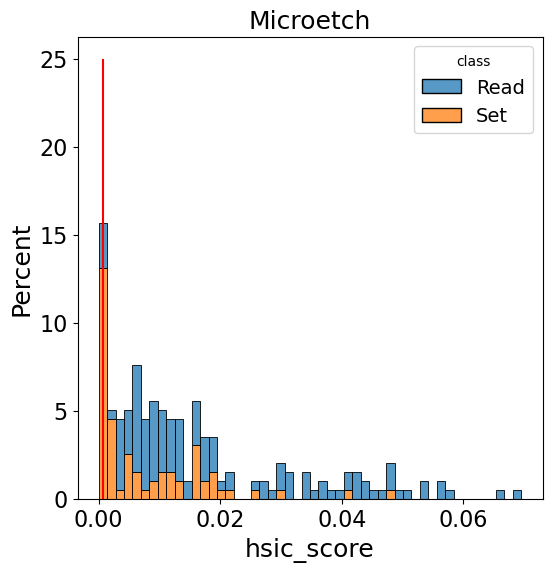 Microetch
class
Read
Set
Percent
25
20
15
10
5
0
0.00 0.02 0.04 0.06
hsic_score